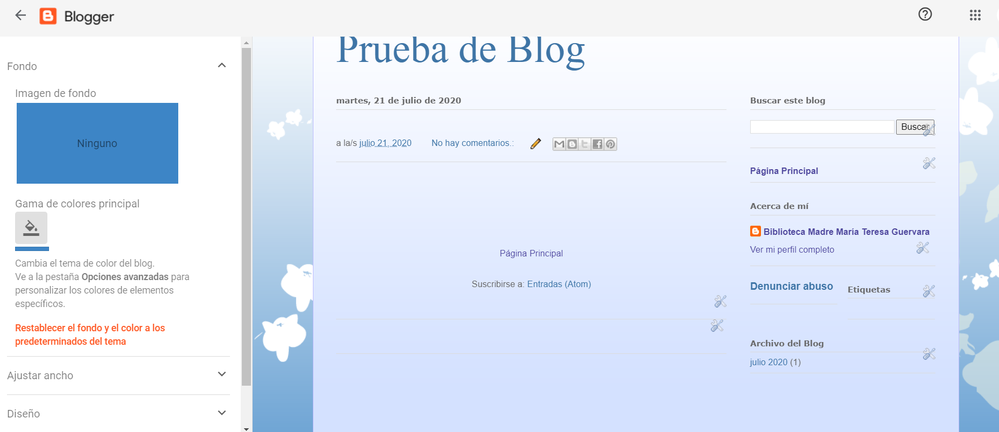 Blogger
Fondo
Imagen de fondo
Ninguno
Gama de colores principal
Cambia el tema de color del blog.
Ve a la pestaña Opciones avanzadas para
personalizar los colores de elementos
específicos.
Restablecer el fondo y el color a los
predeterminados del tema
Ajustar ancho
Diseño
Prueba de Blog
martes, 21 de julio de 2020
a la/s julio 21, 2020 No hay comentarios.:
Página Principal
Suscribirse a: Entradas (Atom)
Buscar este blog
Buscar
Página Principal
Acerca de mí
Biblioteca Madre María Teresa Guervara
Ver mi perfil completo
Denunciar abuso
Etiquetas
Archivo del Blog
julio 2020 (1)